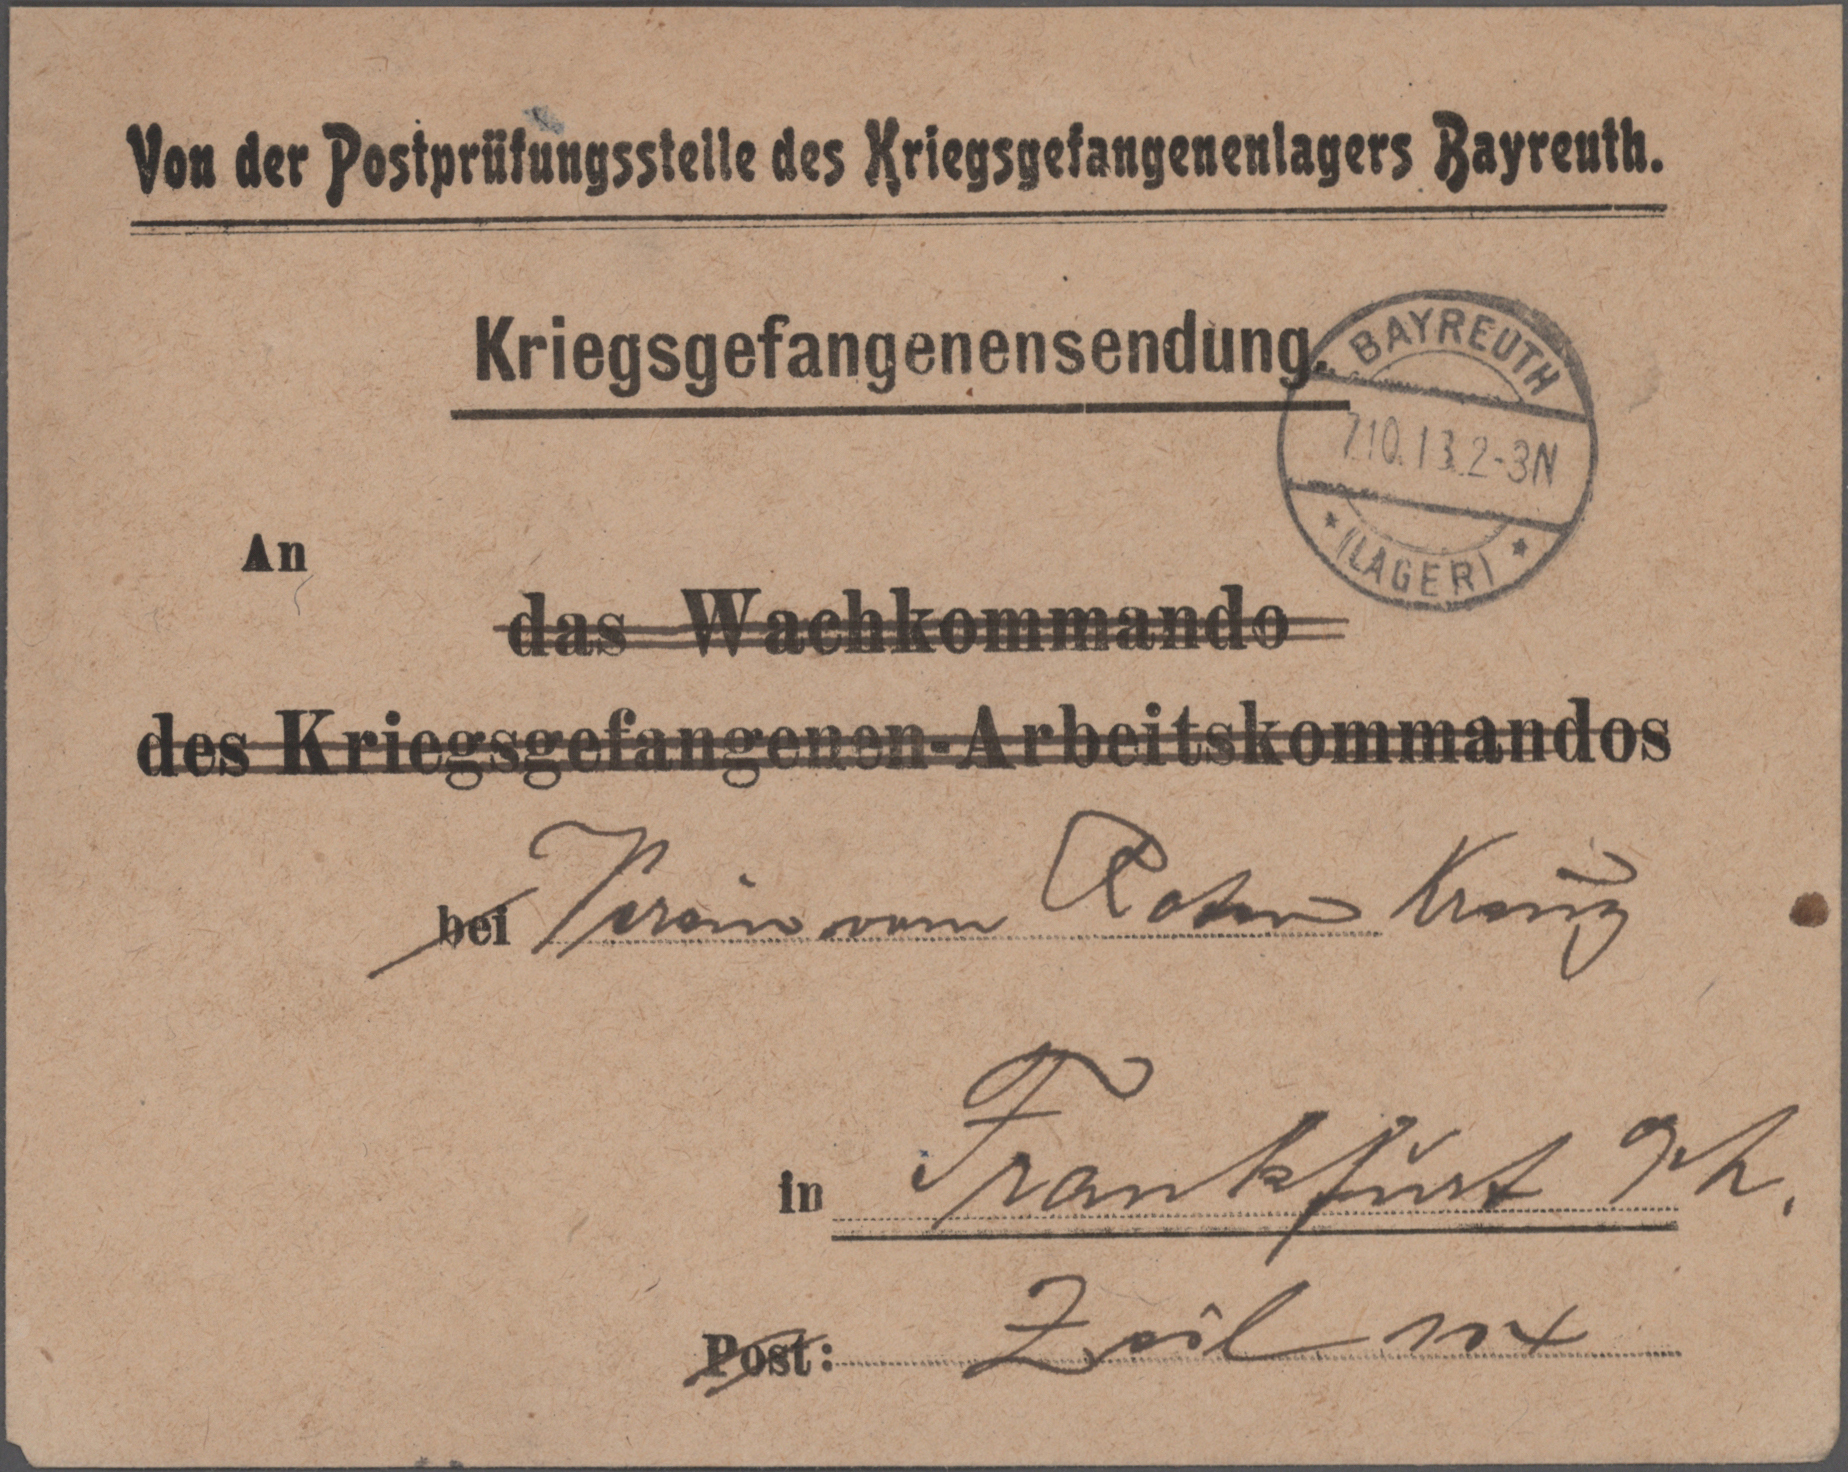 Von der Postprüfungsstelle des Kriegsgefangenenlagers Bayreuth.
Kriegsgefangenensendung.
BAYREUTH
7.10.13.2-3N
(LAGER)
An
das Wachkommando
des Kriegsgefangenen-Arbeitskommandos
bei Verein vom Roten Kreuz
in Frankfurt
Post: Zeil